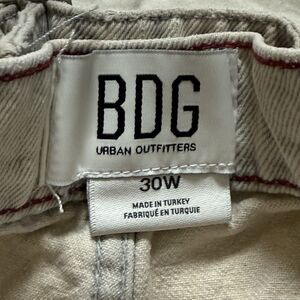 BDG
URBAN OUTFITTERS
30W
MADE IN TURKEY
FABRIQUÉ EN TURQUIE